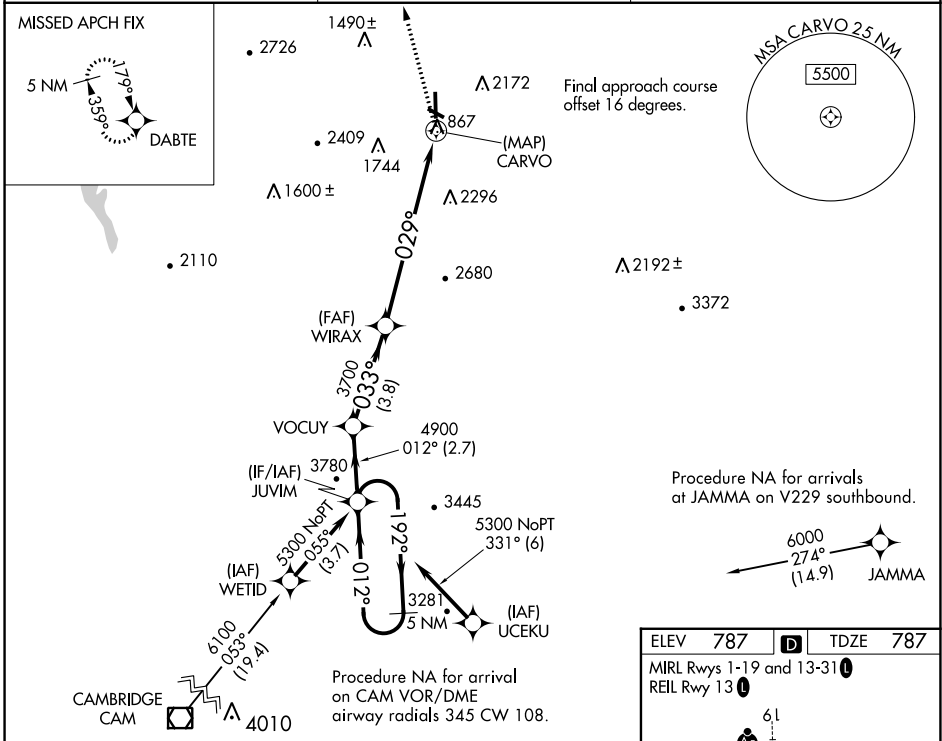 MISSED APCH FIX
5 NM
179°
359°
DABTE
2726
1490 ±
2172
Final approach course
offset 16 degrees.
MSA CARVO 25 NM
5500
867
(MAP)
CARVO
2409
1744
1600 ±
2296
029°
2110
2680
2192 ±
3372
(FAF)
WIRAX
3700
033°
(3.8)
VOCUY
4900
012° (2.7)
(IF/IAF)
JUVIM
3780
3445
192°
012°
5300 NoPT
055°
(3.7)
5300 NoPT
331° (6)
Procedure NA for arrivals
at JAMMA on V229 southbound.
6000
274°
(14.9)
JAMMA
(IAF)
WETID
3281
5 NM
(IAF)
UCEKU
6100
053°
(19.4)
CAMBRIDGE
CAM
4010
Procedure NA for arrival
on CAM VOR/DME
airway radials 345 CW 108.
ELEV 787 D TDZE 787
MIRL Rwys 1-19 and 13-31 L
REIL Rwy 13 L
19